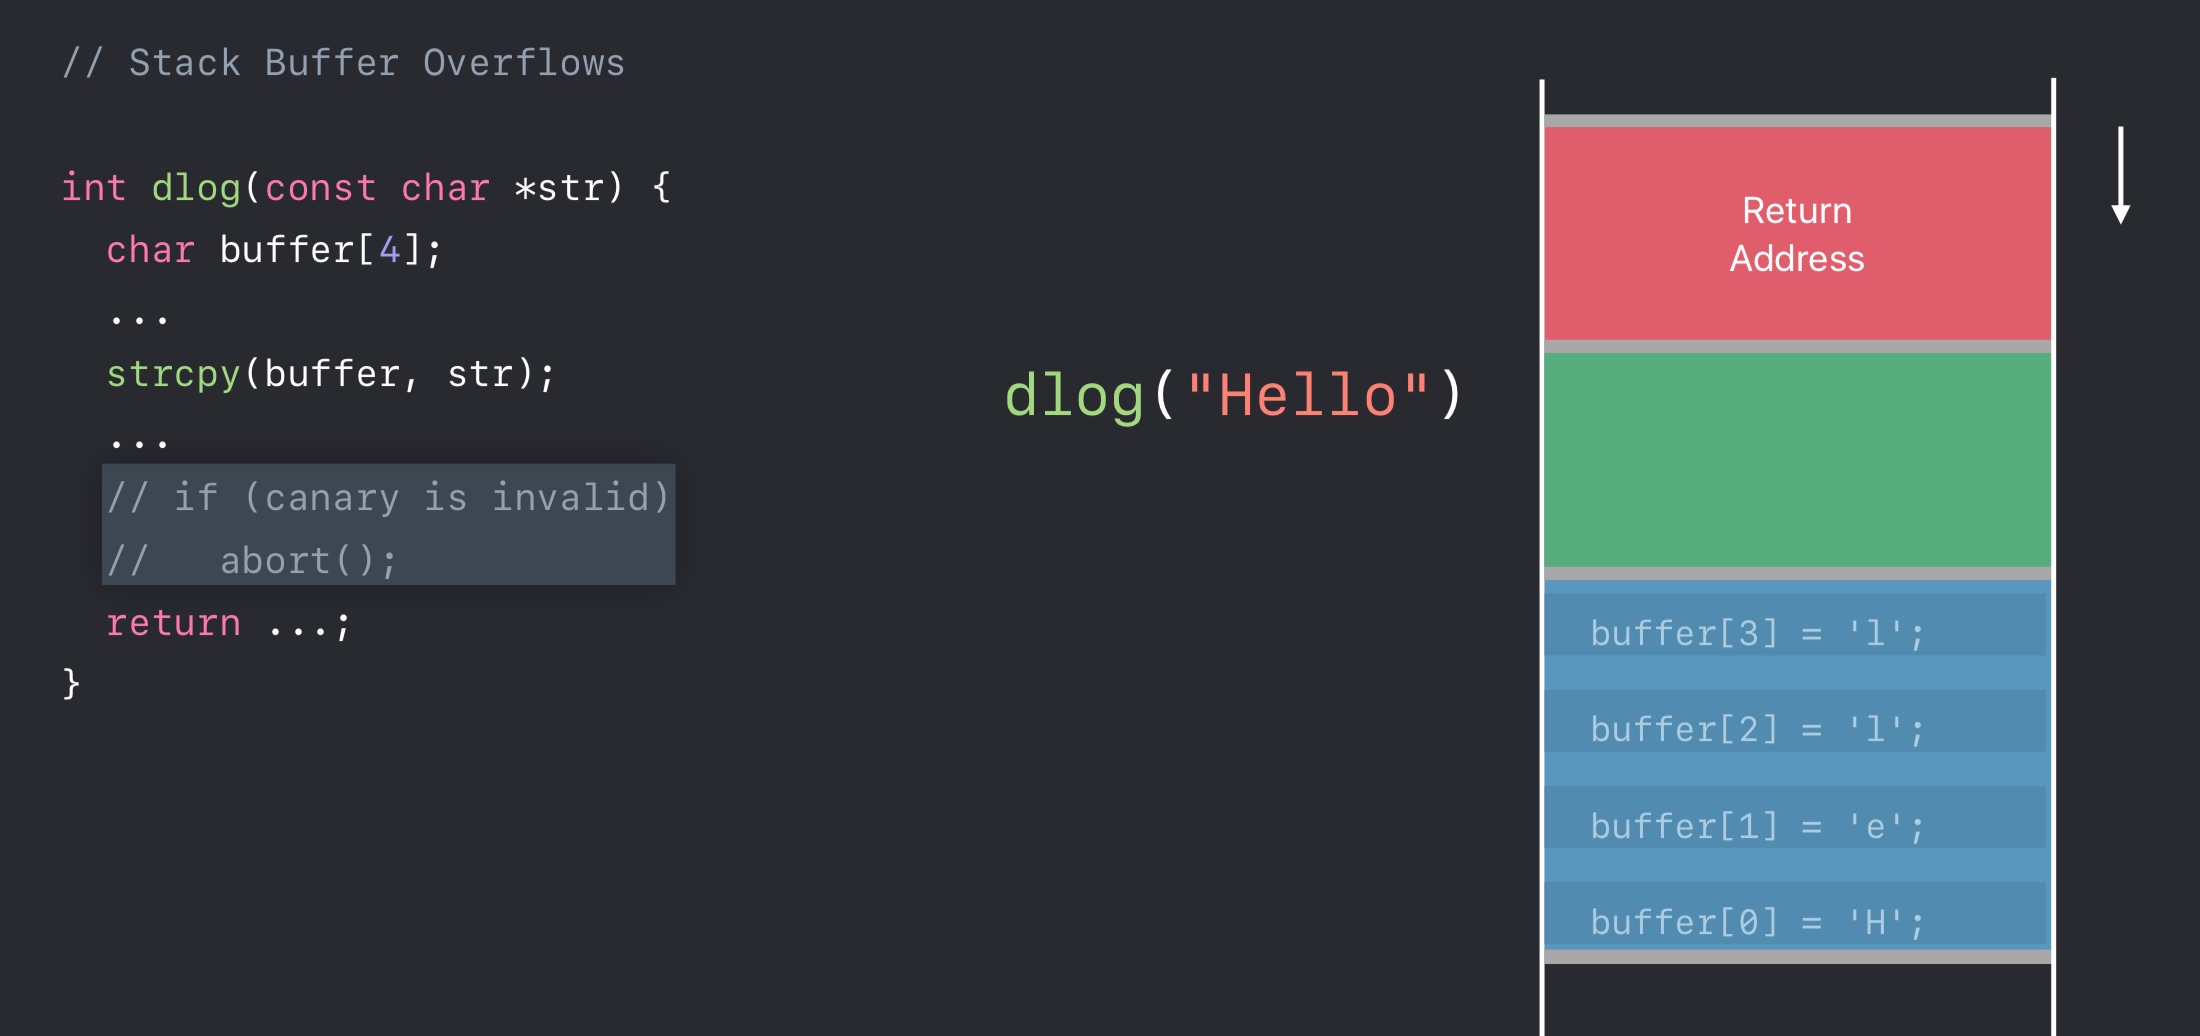 // Stack Buffer Overflows
int dlog(const char *str) {
  char buffer[4];
  ...
  strcpy(buffer, str);
  ...
  // if (canary is invalid)
  //   abort();
  return ...;
}
dlog("Hello")
Return
Address
buffer[3] = 'l';
buffer[2] = 'l';
buffer[1] = 'e';
buffer[0] = 'H';